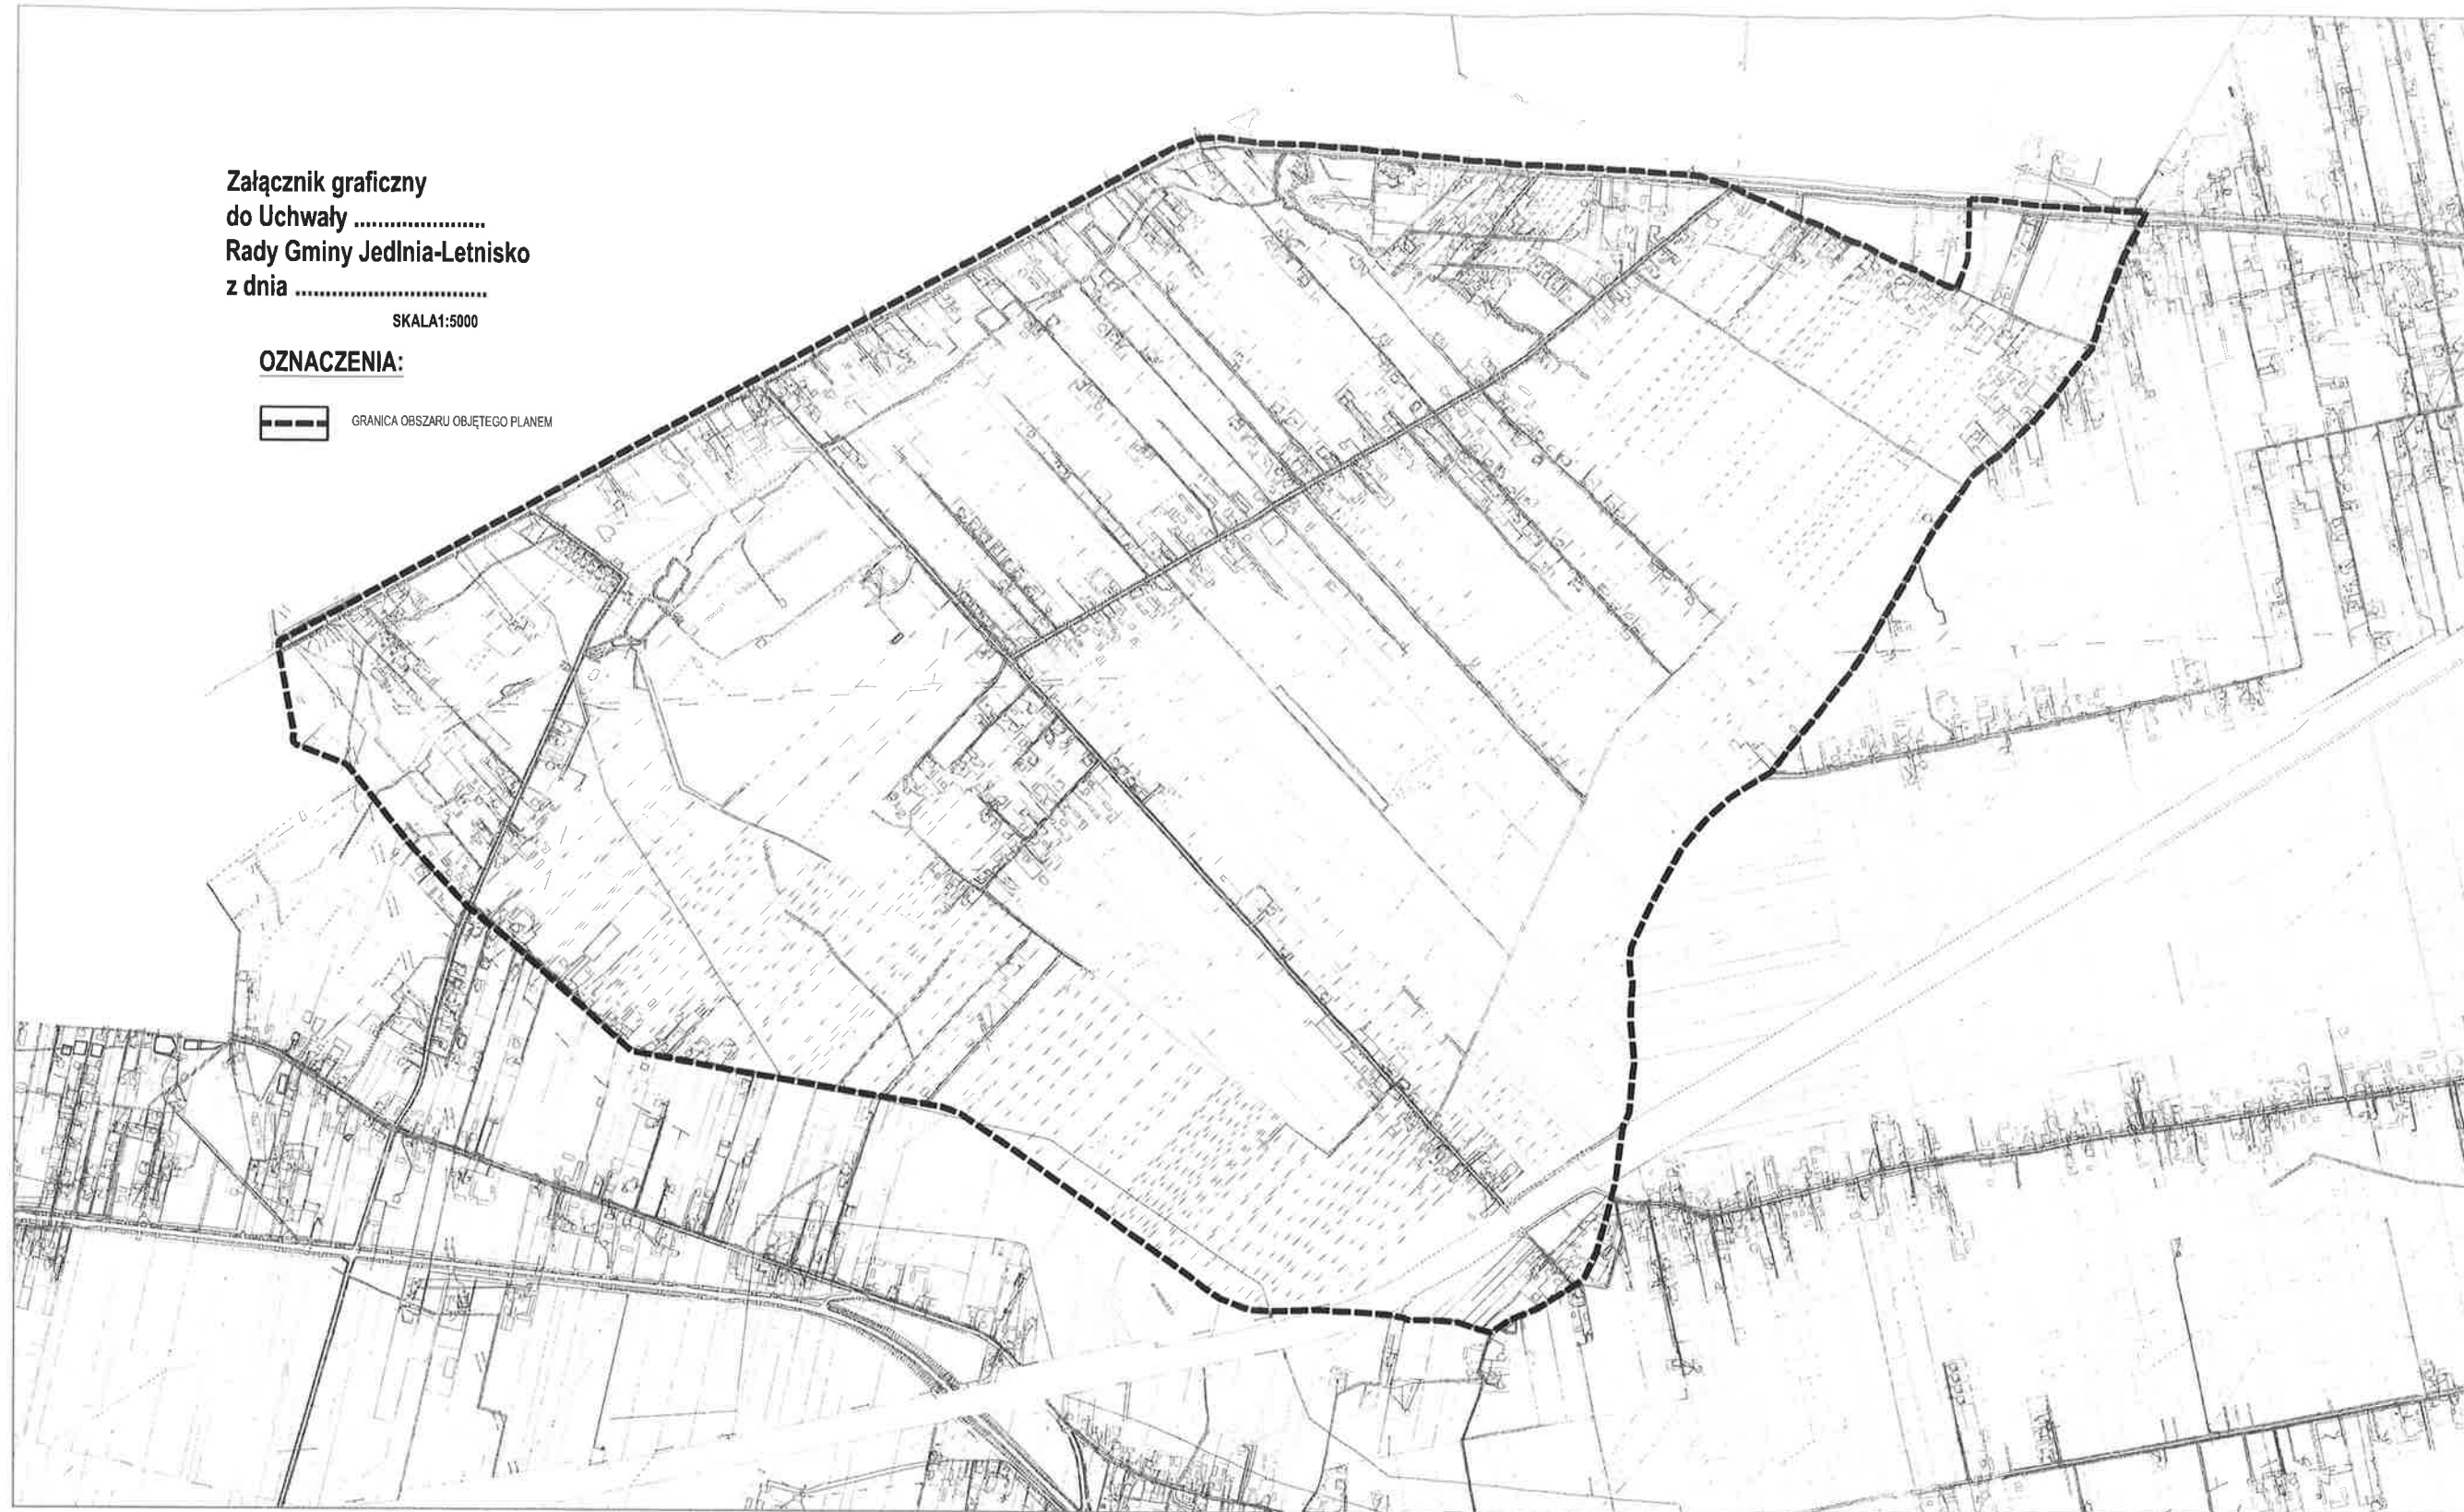 Załącznik graficzny
do Uchwały ......................
Rady Gminy Jedlnia-Letnisko
z dnia ................................
SKALA1:5000
OZNACZENIA:
GRANICA OBSZARU OBJĘTEGO PLANEM